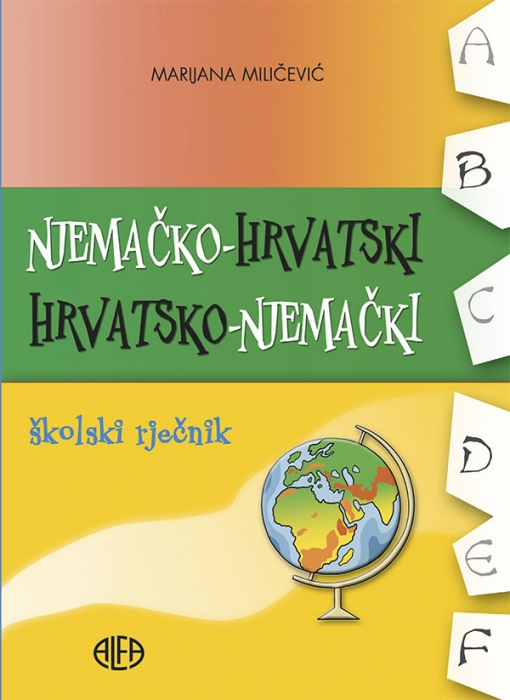 MARIJANA MILIČEVIĆ
NJEMAČKO-HRVATSKI
HRVATSKO-NJEMAČKI
školski rječnik
ALFA
A
B
C
D
E
F